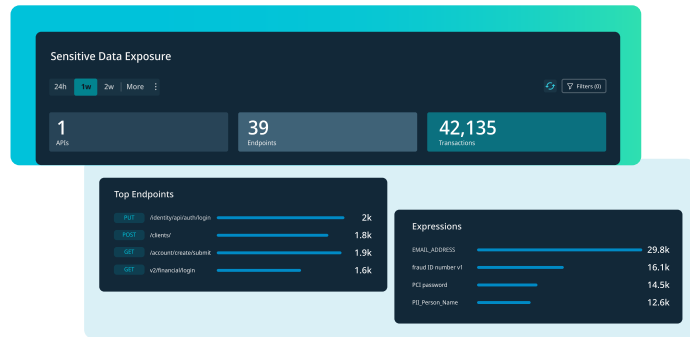 Sensitive Data Exposure
24h 1w 2w More
Filters (0)
1
APIs
39
Endpoints
42,135
Transactions
Top Endpoints
PUT /identity/api/auth/login 2k
POST /clients/ 1.8k
GET /account/create/submit 1.9k
GET v2/financial/login 1.6k
Expressions
EMAIL_ADDRESS 29.8k
fraud ID number v1 16.1k
PCI password 14.5k
PII_Person_Name 12.6k